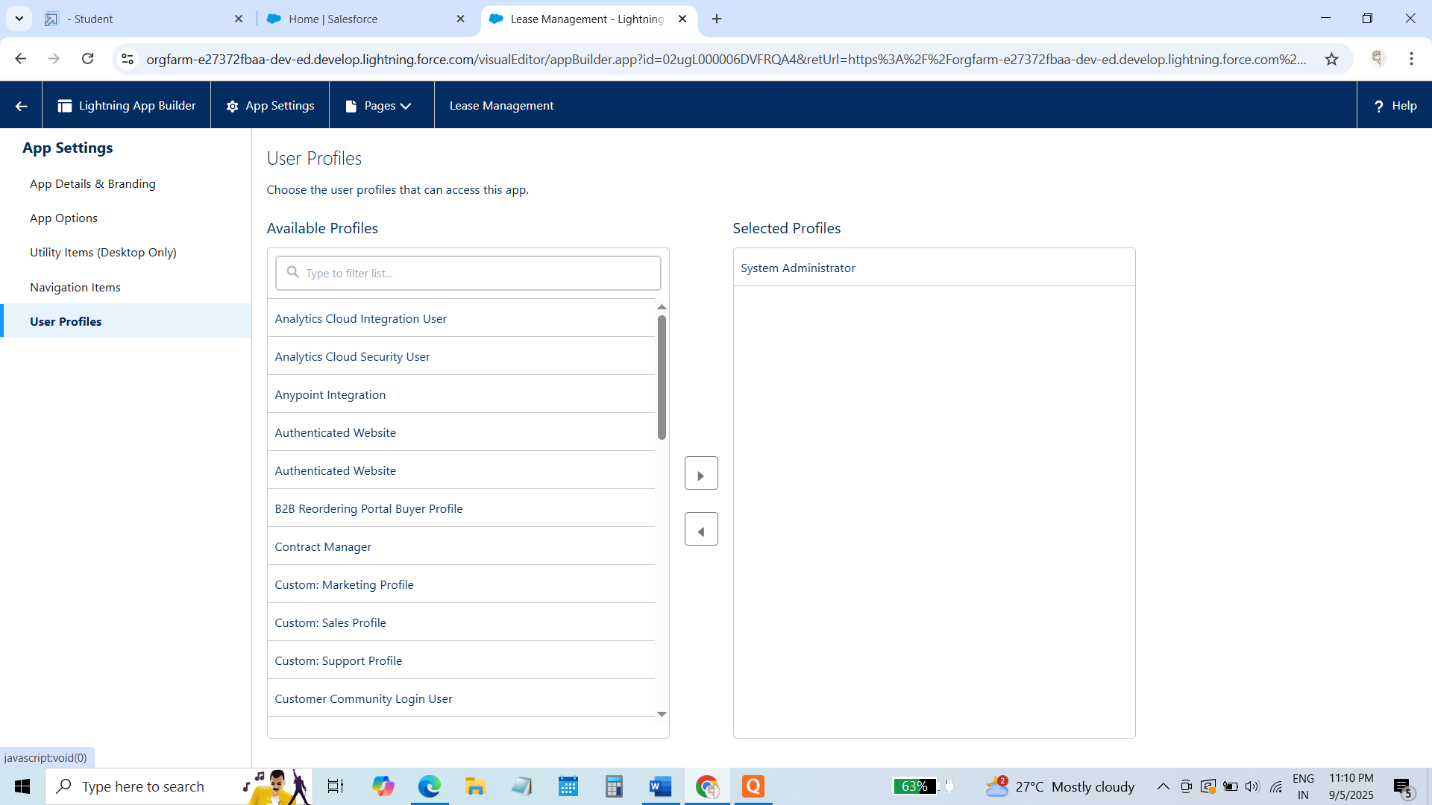 - Student
Home | Salesforce
Lease Management - Lightning
orgfarm-e27372fbaa-dev-ed.develop.lightning.force.com/visualEditor/appBuilder.app?id=02ugL000006DVFRQA4&retUrl=https%3A%2F%2Forgfarm-e27372fbaa-dev-ed.develop.lightning.force.com%2...
Lightning App Builder
App Settings
Pages
Lease Management
? Help
App Settings
App Details & Branding
App Options
Utility Items (Desktop Only)
Navigation Items
User Profiles
User Profiles
Choose the user profiles that can access this app.
Available Profiles
Type to filter list...
Analytics Cloud Integration User
Analytics Cloud Security User
Anypoint Integration
Authenticated Website
Authenticated Website
B2B Reordering Portal Buyer Profile
Contract Manager
Custom: Marketing Profile
Custom: Sales Profile
Custom: Support Profile
Customer Community Login User
Selected Profiles
System Administrator
javascript:void(0)
Type here to search
63%
2
27°C Mostly cloudy
ENG
IN
11:10 PM
9/5/2025
5